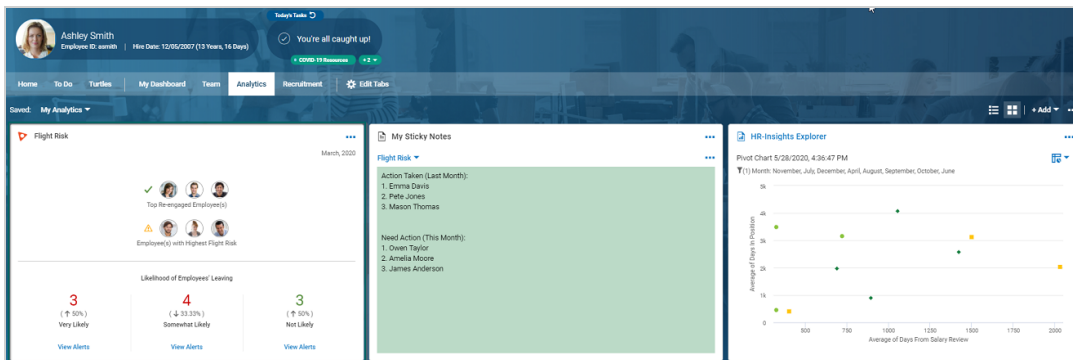 Today's Tasks
Ashley Smith
Employee ID: asmith | Hire Date: 12/05/2007 (13 Years, 16 Days)
You're all caught up!
COVID-19 Resources +2
Home To Do Turtles My Dashboard Team Analytics Recruitment Edit Tabs
Saved: My Analytics + Add
Flight Risk
March, 2020
Top Re-engaged Employee(s)
Employee(s) with Highest Flight Risk
Likelihood of Employees' Leaving
3 4 3
(↑ 50%) (↓ 33.33%) (↑ 50%)
Very Likely Somewhat Likely Not Likely
View Alerts View Alerts View Alerts
My Sticky Notes
Flight Risk
Action Taken (Last Month):
1. Emma Davis
2. Pete Jones
3. Mason Thomas
Need Action (This Month):
1. Owen Taylor
2. Amelia Moore
3. James Anderson
HR-Insights Explorer
Pivot Chart 5/28/2020, 4:36:47 PM
(1) Month: November, July, December, April, August, September, October, June
Average of Days In Position
5k
4k
3k
2k
1k
0
500 750 1000 1250 1500 1750 2000
Average of Days From Salary Review